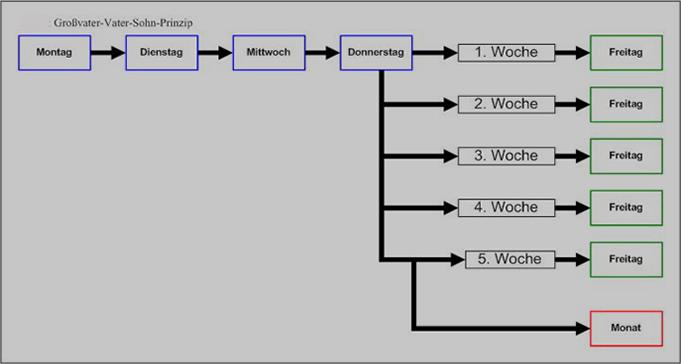 : Großvater-Vater-Sohn-Prinzip
Montag
Dienstag
Mittwoch
Donnerstag
1. Woche
Freitag
2. Woche
Freitag
3. Woche
Freitag
4. Woche
Freitag
5. Woche
Freitag
Monat